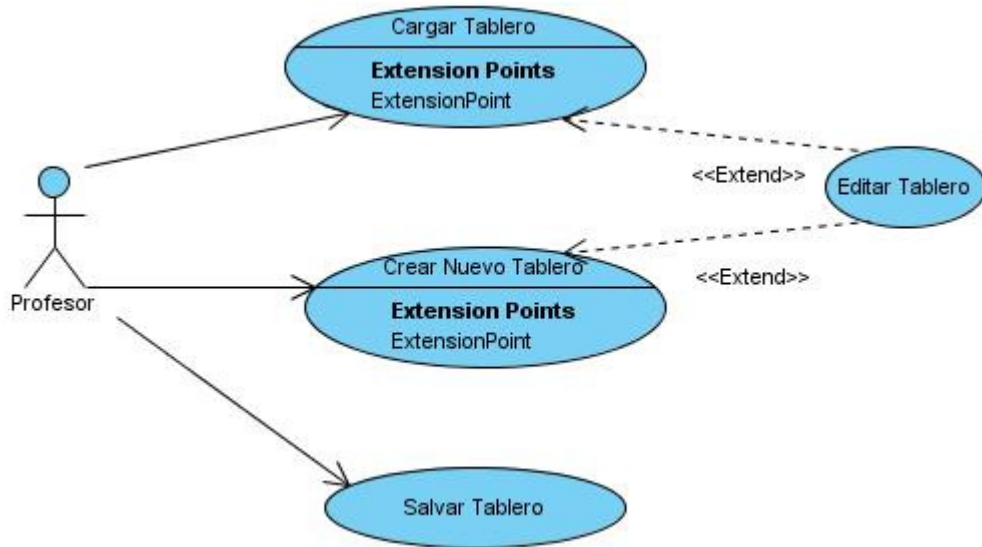 Cargar Tablero
Extension Points
ExtensionPoint
<<Extend>>
Editar Tablero
Profesor
Crear Nuevo Tablero
<<Extend>>
Extension Points
ExtensionPoint
Salvar Tablero